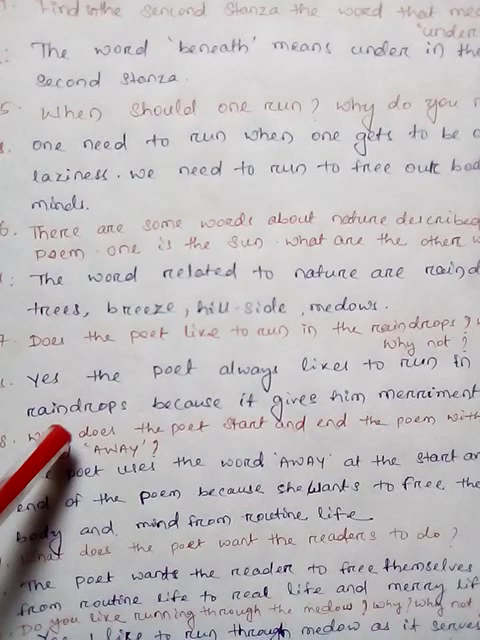 Find in the sencond stanza the word that mea
"under
The word 'beneath' means under in the
second stanza.
5. When should one run? Why do you
one need to run when one gets to be
laziness. we need to run to free our bod
minds.
6. There are some words about nature described
poem. one is the sun. what are the other
The word related to nature are raind
trees, breeze, hill-side, medows.
7. Does the poet live to run in the raindrops?
Why not?
Yes the poet always likes to run in
raindrops because it gives him merriment
8. does the poet start and end the poem with
'AWAY'?
poet uses the word 'AWAY' at the start an
end of the poem because she wants to free the
body and mind from routine life
What does the poet want the readers to do?
The poet wants the reader to free themselves
from routine life to real life and merry lif
Do you like running through the medow? Why? Why not
I like to run through medow as it serves